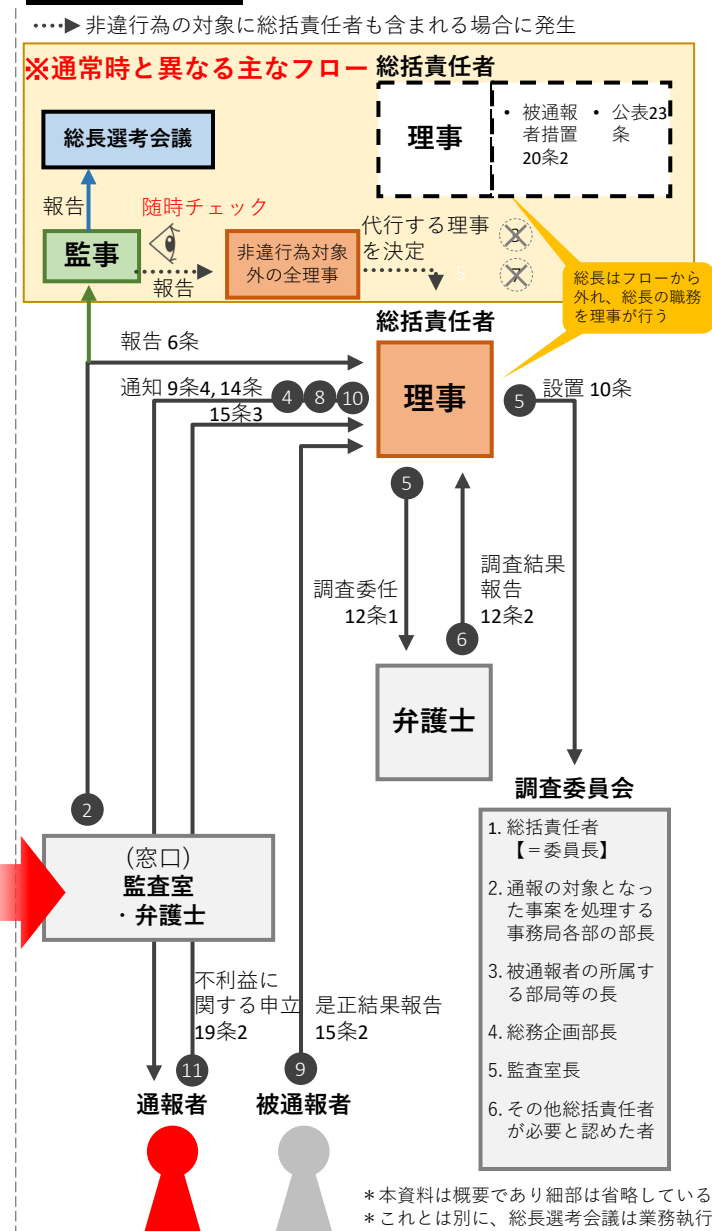 非違行為の対象に総括責任者も含まれる場合に発生
※通常時と異なる主なフロー
総括責任者
理事
• 被通報
者措置
20条2
• 公表23
条
総長選考会議
報告
随時チェック
監事
報告
非違行為対象
外の全理事
代行する理事
を決定
3
7
5
総長はフローから
外れ、総長の職務
を理事が行う
総括責任者
理事
報告 6条
通知 9条4, 14条
15条3
4
8
10
5
設置 10条
5
調査委任
12条1
調査結果
報告
12条2
6
弁護士
2
(窓口)
監査室
・弁護士
調査委員会
1. 総括責任者
【=委員長】
2. 通報の対象となっ
た事案を処理する
事務局各部の部長
3. 被通報者の所属す
る部局等の長
4. 総務企画部長
5. 監査室長
6. その他総括責任者
が必要と認めた者
不利益に
関する申立
19条2
是正結果報告
15条2
11
9
通報者
被通報者
*本資料は概要であり細部は省略している
*これとは別に、総長選考会議は業務執行